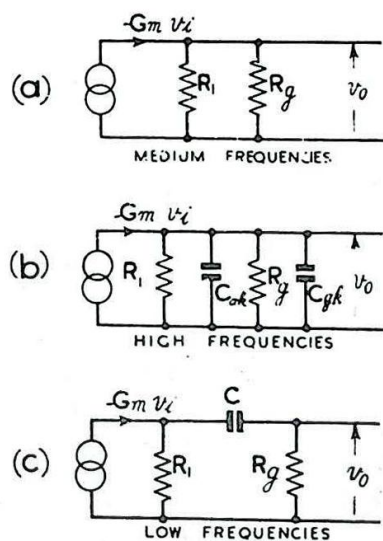 -Gm vi
(a) R1 Rg vo
MEDIUM FREQUENCIES
-Gm vi
(b) R1 Cak Rg Cgk vo
HIGH FREQUENCIES
-Gm vi C
(c) R1 Rg vo
LOW FREQUENCIES